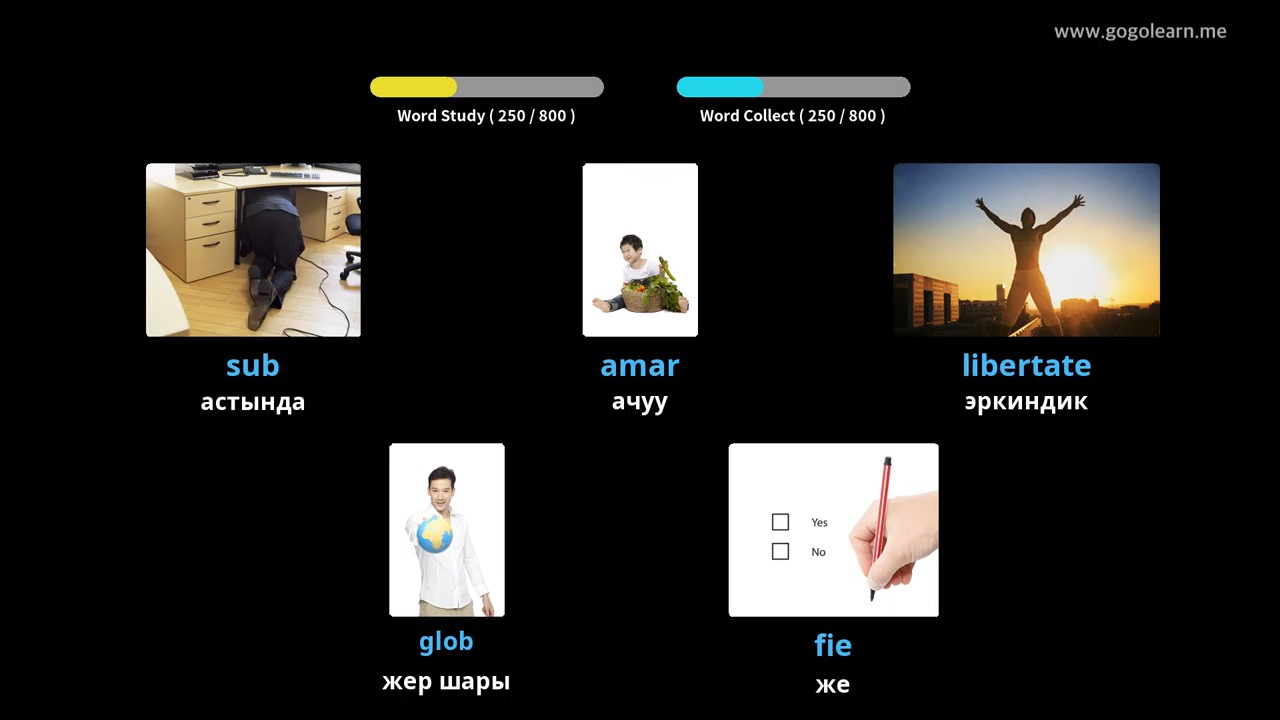 www.gogolearn.me
Word Study ( 250 / 800 )
Word Collect ( 250 / 800 )
sub
астында
amar
ачуу
libertate
эркиндик
Yes
No
glob
жер шары
fie
же